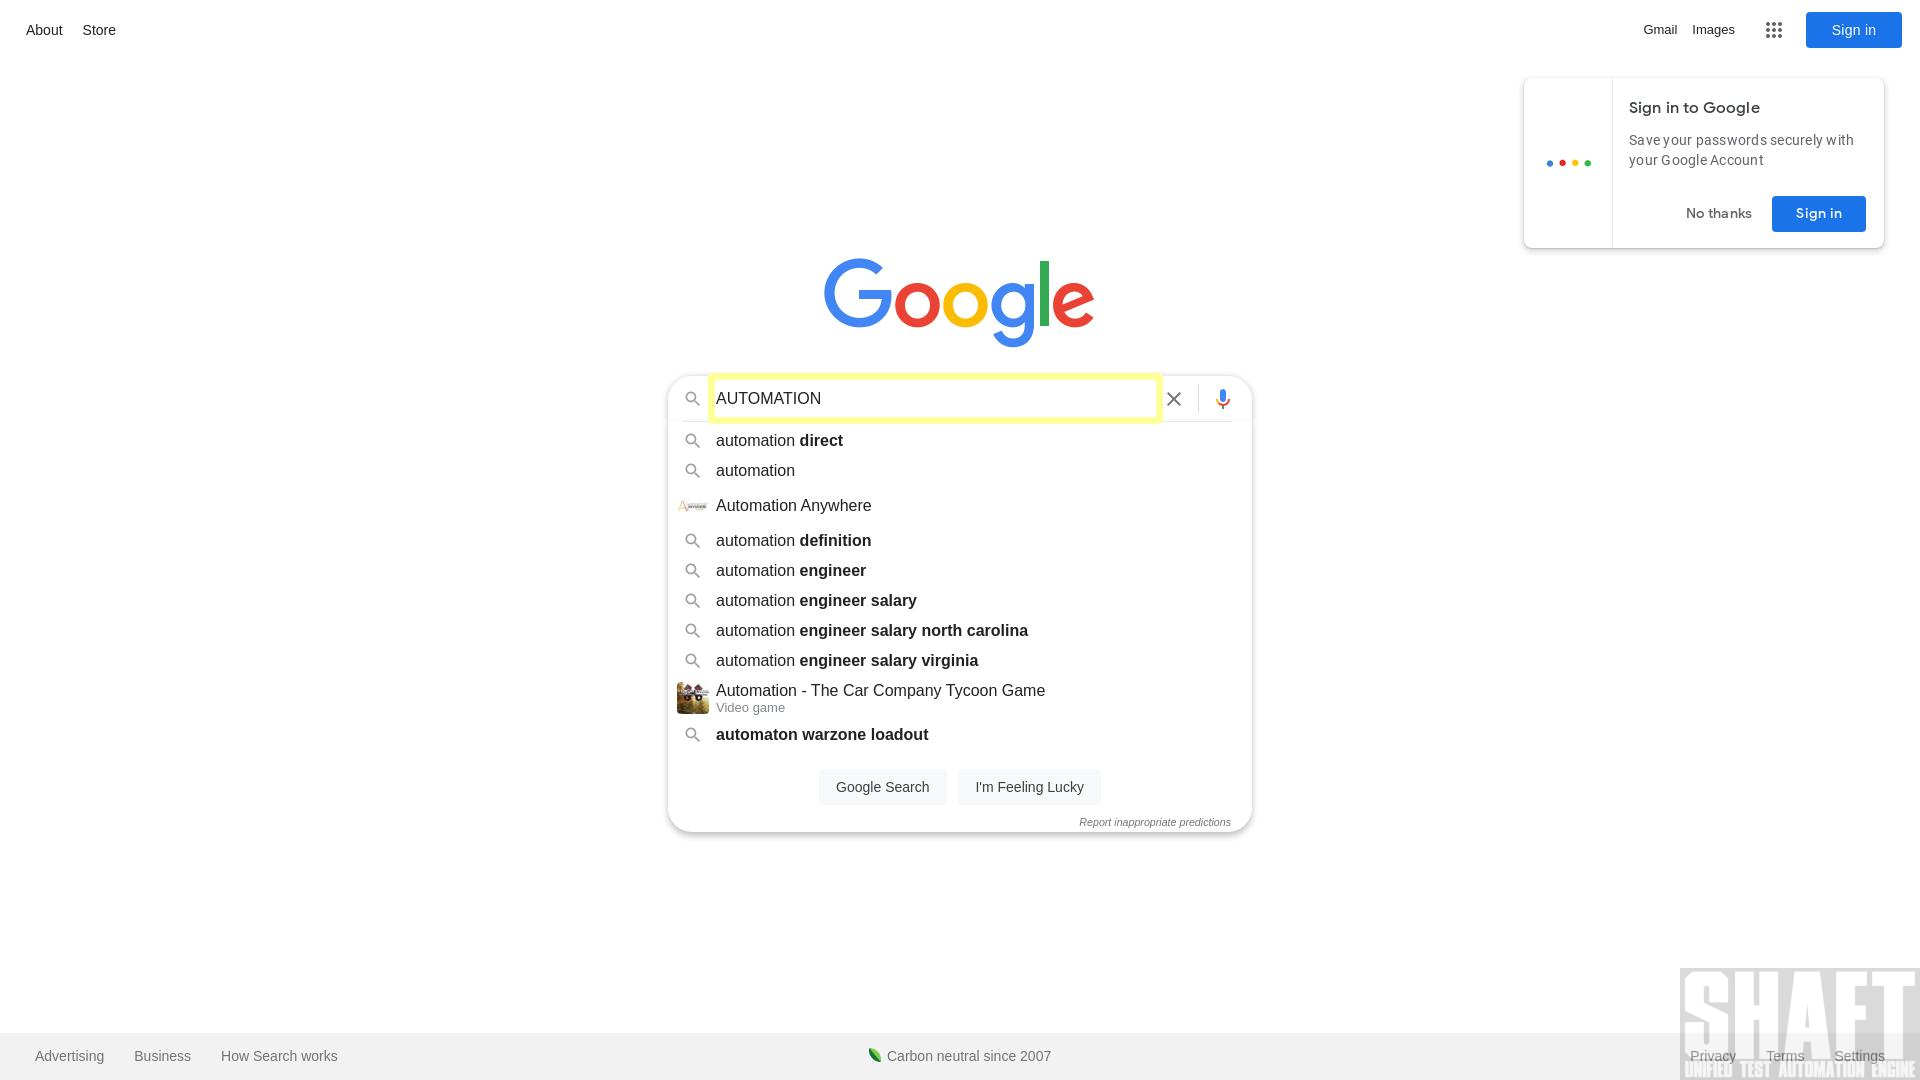 About Store
Gmail Images Sign in
Sign in to Google
Save your passwords securely with
your Google Account
No thanks Sign in
Google
AUTOMATION
automation direct
automation
Automation Anywhere
automation definition
automation engineer
automation engineer salary
automation engineer salary north carolina
automation engineer salary virginia
Automation - The Car Company Tycoon Game
Video game
automaton warzone loadout
Google Search I'm Feeling Lucky
Report inappropriate predictions
SHAFT
UNIFIED TEST AUTOMATION ENGINE
Advertising Business How Search works Carbon neutral since 2007 Privacy Terms Settings